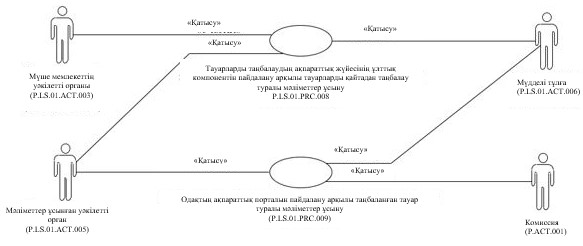 «Қатысу»
«Қатысу»
«Қатысу»
Мүше мемлекеттің
уәкілетті органы
(P.LS.01.ACT.003)
Тауарларды таңбалаудың ақпараттық жүйесінің ұлттық
компонентін пайдалану арқылы тауарларды қайтадан таңбалау
туралы мәліметтер ұсыну
P.LS.01.PRC.008
Мүдделі тұлға
(P.LS.01.ACT.006)
«Қатысу»
«Қатысу»
«Қатысу»
Мәліметтер ұсынған уәкілетті
орган
(P.LS.01.ACT.005)
Одақтың ақпараттық порталын пайдалану арқылы таңбаланған тауар
туралы мәліметтер ұсыну
(P.LS.01.PRC.009)
Комиссия
(P.ACT.001)